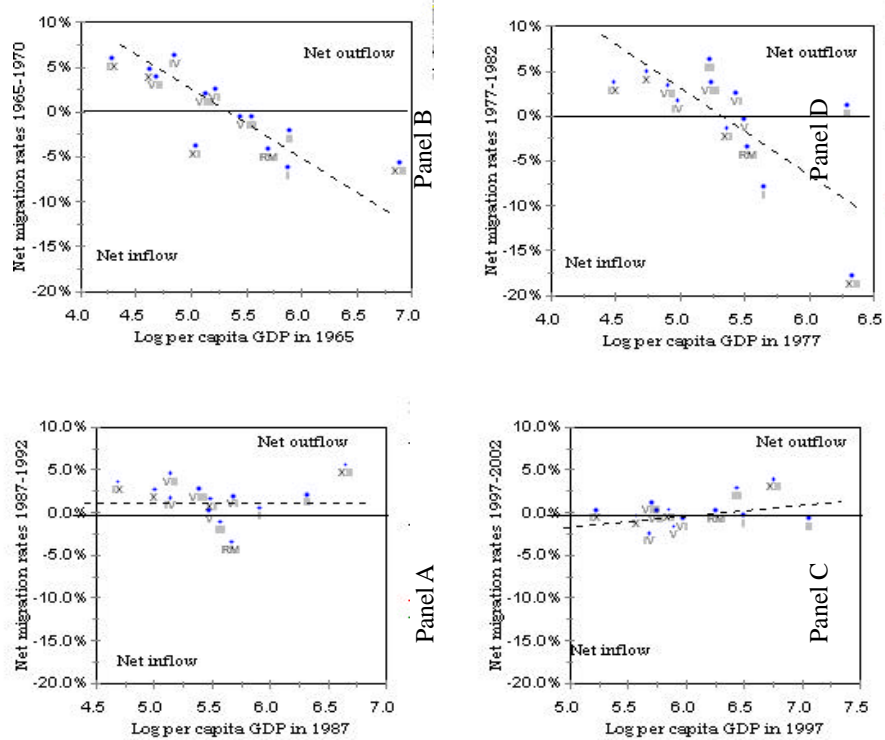 10%
5%
0%
-5%
-10%
-15%
-20%
Net migration rates 1965-1970
Net outflow
Net inflow
IX
X
VII
IV
VIII
VI
V
XI
RM
II
I
XII
4.0 4.5 5.0 5.5 6.0 6.5 7.0
Log per capita GDP in 1965
Panel B
10%
5%
0%
-5%
-10%
-15%
-20%
Net migration rates 1977-1982
Net outflow
Net inflow
IX
X
VII
IV
III
VIII
VI
V
XI
RM
I
II
XII
4.0 4.5 5.0 5.5 6.0 6.5
Log per capita GDP in 1977
Panel D
10.0%
5.0%
0.0%
-5.0%
-10.0%
-15.0%
-20.0%
Net migration rates 1987-1992
Net outflow
Net inflow
IX
X
VII
IV
VIII
V
VI
III
RM
I
II
XII
4.5 5.0 5.5 6.0 6.5 7.0
Log per capita GDP in 1987
Panel A
10.0%
5.0%
0.0%
-5.0%
-10.0%
-15.0%
-20.0%
Net migration rates 1997-2002
Net outflow
Net inflow
IX
X
IV
V
VI
RM
III
I
XII
II
5.0 5.5 6.0 6.5 7.0 7.5
Log per capita GDP in 1997
Panel C